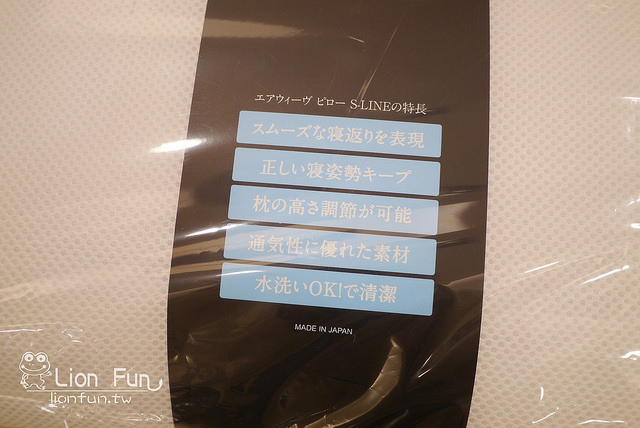 エアウィーヴ ピロー S-LINEの特長
スムーズな寝返りを表現
正しい寝姿勢キープ
枕の高さ調節が可能
通気性に優れた素材
水洗いOK!で清潔
MADE IN JAPAN
Lion Fun
lionfun.tw